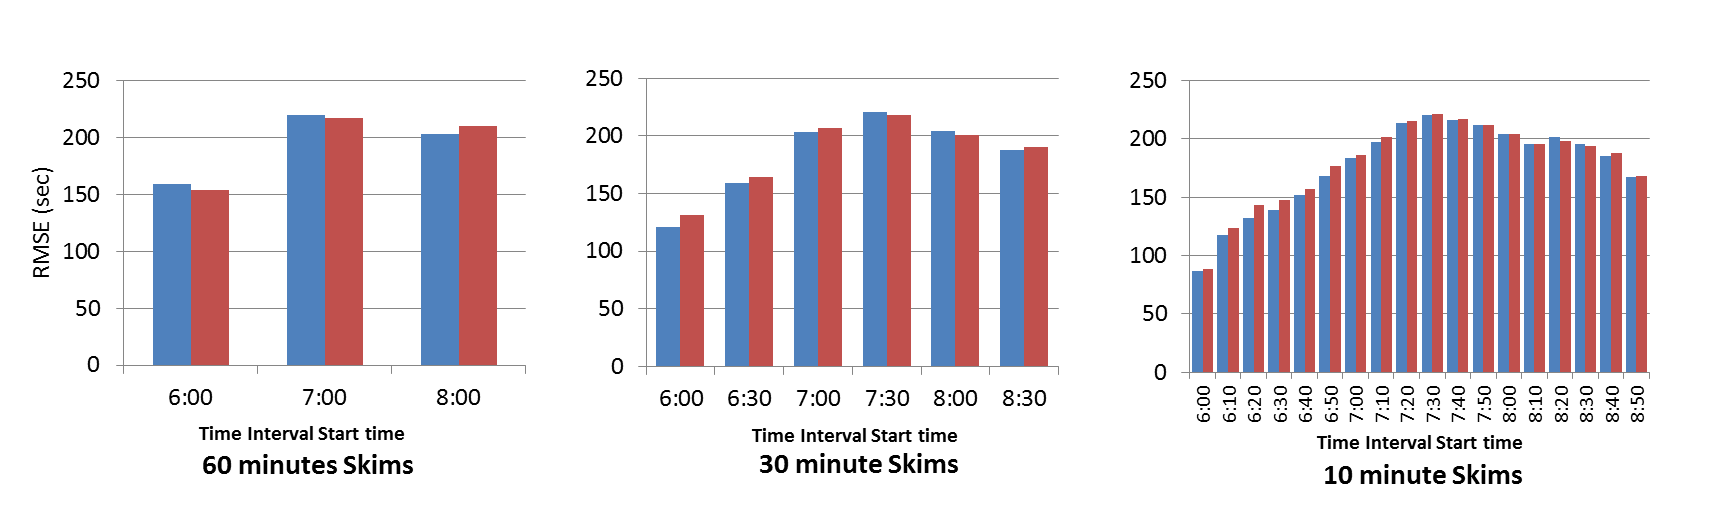 RMSE (sec)
250
200
150
100
50
0
6:00 7:00 8:00
Time Interval Start time
60 minutes Skims
250
200
150
100
50
0
6:00 6:30 7:00 7:30 8:00 8:30
Time Interval Start time
30 minute Skims
250
200
150
100
50
0
6:00 6:10 6:20 6:30 6:40 6:50 7:00 7:10 7:20 7:30 7:40 7:50 8:00 8:10 8:20 8:30 8:40 8:50
Time Interval Start time
10 minute Skims